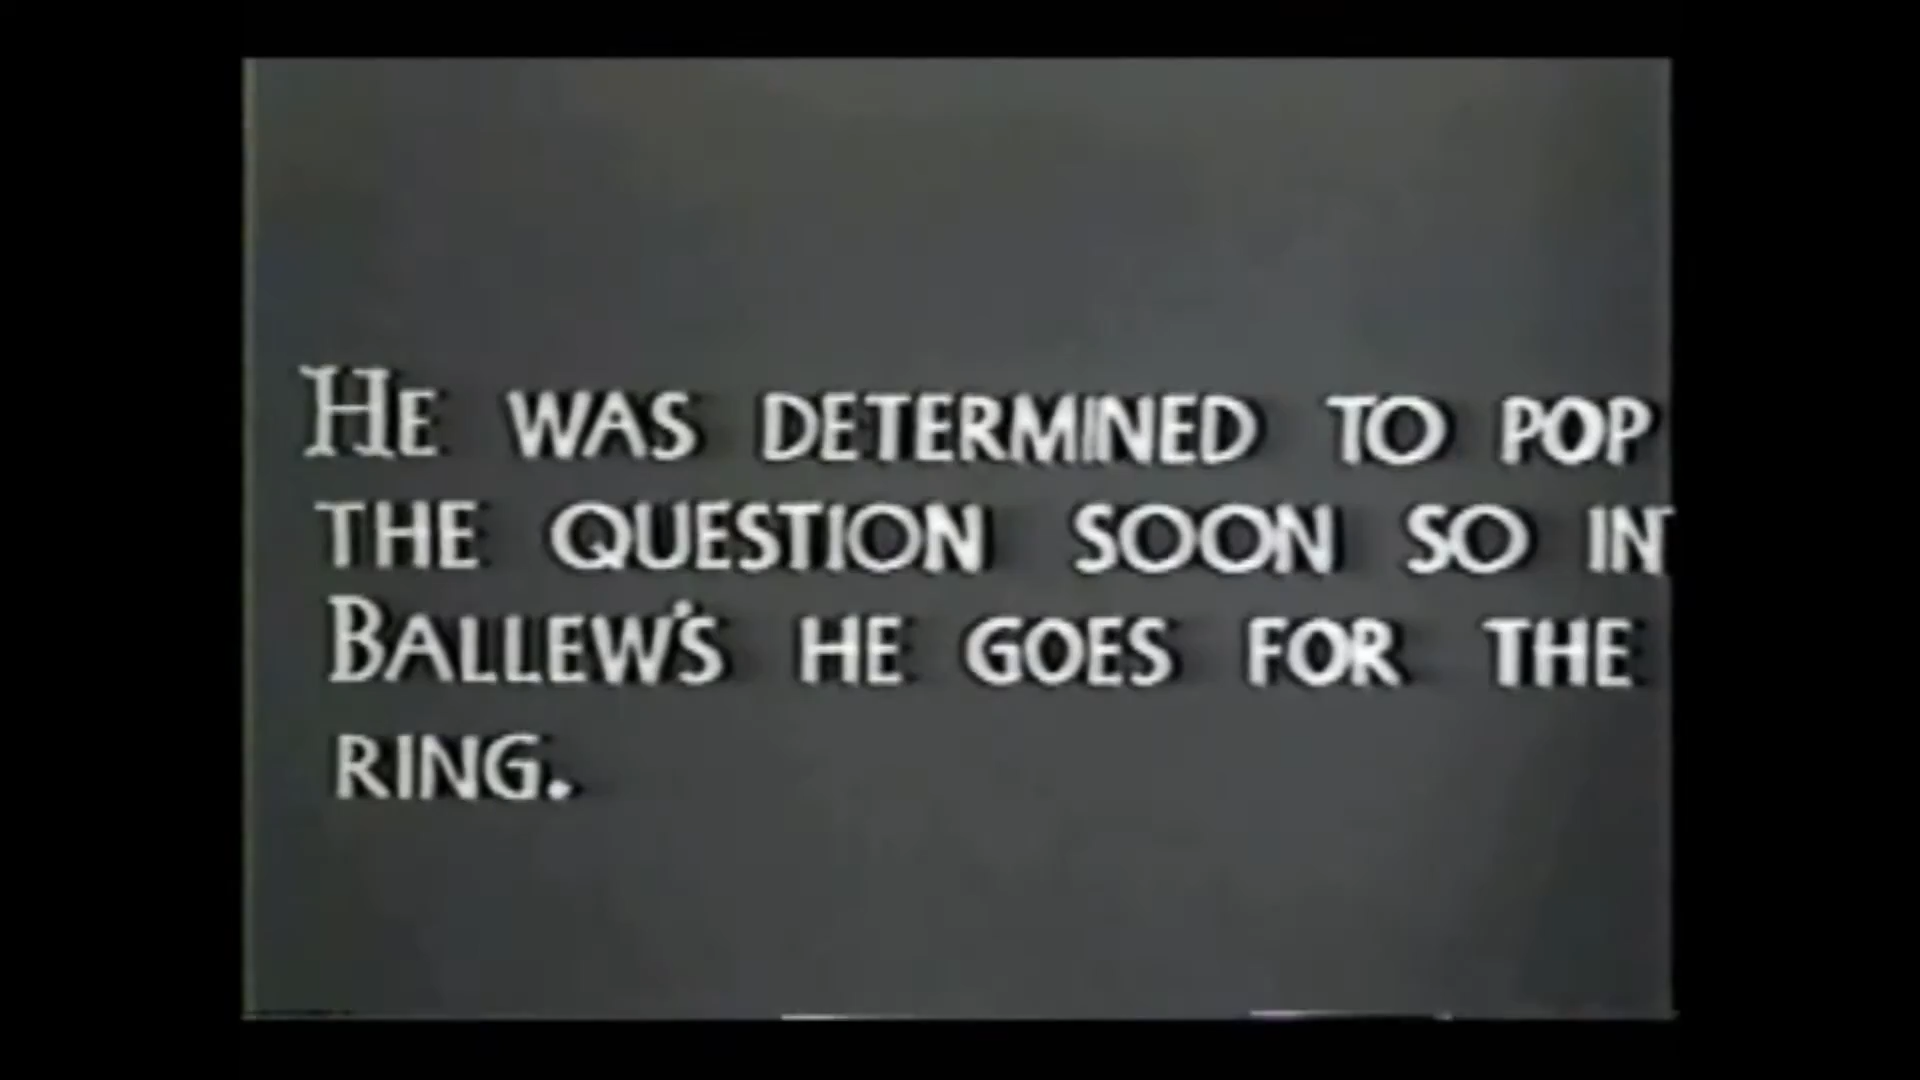 He WAS DETERMINED TO POP
THE QUESTION SOON SO IN
BALLEW'S HE GOES FOR THE
RING.